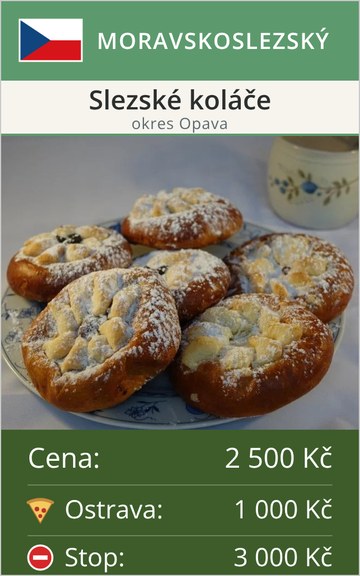 MORAVSKOSLEZSKÝ
Slezské koláče
okres Opava
Cena: 2 500 Kč
Ostrava: 1 000 Kč
Stop: 3 000 Kč